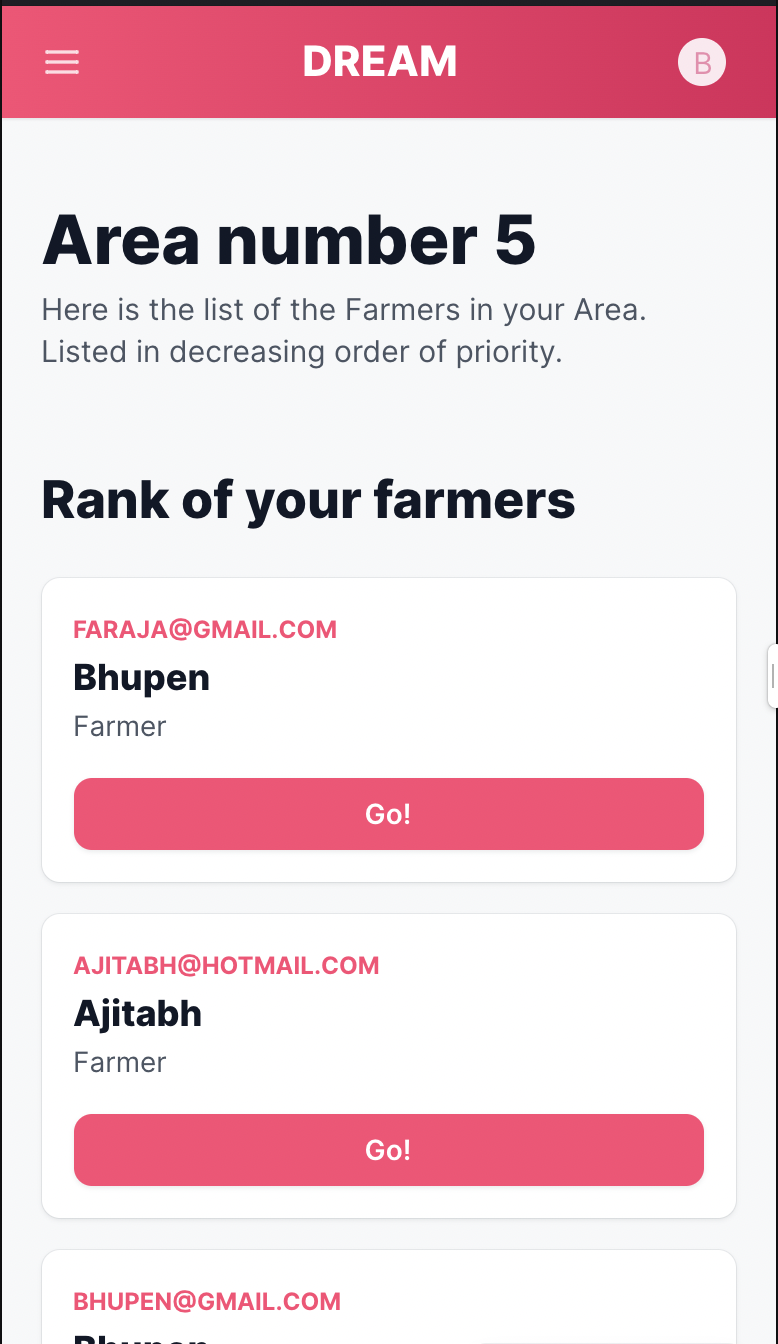 DREAM
B
Area number 5
Here is the list of the Farmers in your Area.
Listed in decreasing order of priority.
Rank of your farmers
FARAJA@GMAIL.COM
Bhupen
Farmer
Go!
AJITABH@HOTMAIL.COM
Ajitabh
Farmer
Go!
BHUPEN@GMAIL.COM
Bhupen